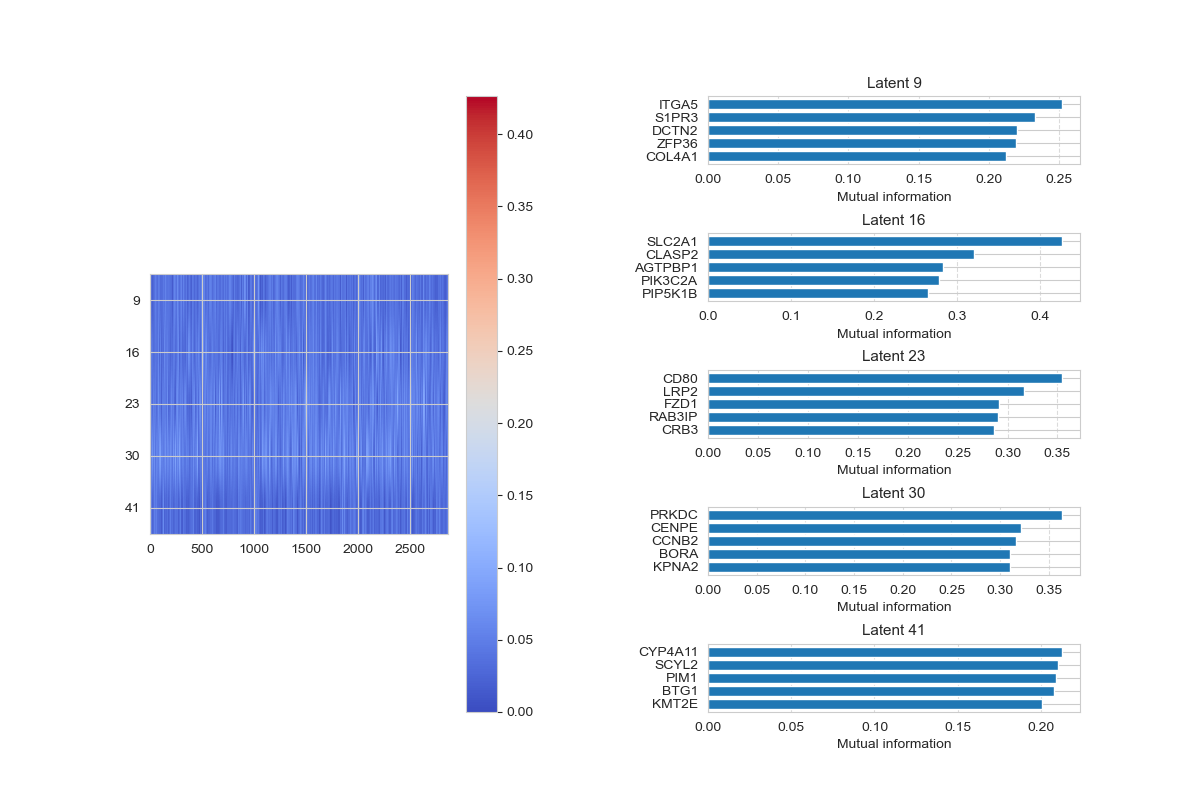 9
16
23
30
41
0 500 1000 1500 2000 2500
0.40
0.35
0.30
0.25
0.20
0.15
0.10
0.05
0.00
Latent 9
ITGA5
S1PR3
DCTN2
ZFP36
COL4A1
0.00 0.05 0.10 0.15 0.20 0.25
Mutual information
Latent 16
SLC2A1
CLASP2
AGTPBP1
PIK3C2A
PIP5K1B
0.0 0.1 0.2 0.3 0.4
Mutual information
Latent 23
CD80
LRP2
FZD1
RAB3IP
CRB3
0.00 0.05 0.10 0.15 0.20 0.25 0.30 0.35
Mutual information
Latent 30
PRKDC
CENPE
CCNB2
BORA
KPNA2
0.00 0.05 0.10 0.15 0.20 0.25 0.30 0.35
Mutual information
Latent 41
CYP4A11
SCYL2
PIM1
BTG1
KMT2E
0.00 0.05 0.10 0.15 0.20
Mutual information